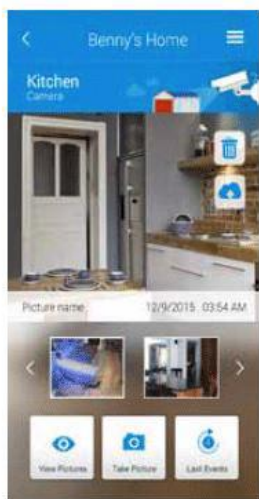 Benny's Home
Kitchen
Camera
Picture name 12/9/2015 03:54 AM
View Pictures Take Picture Last Events